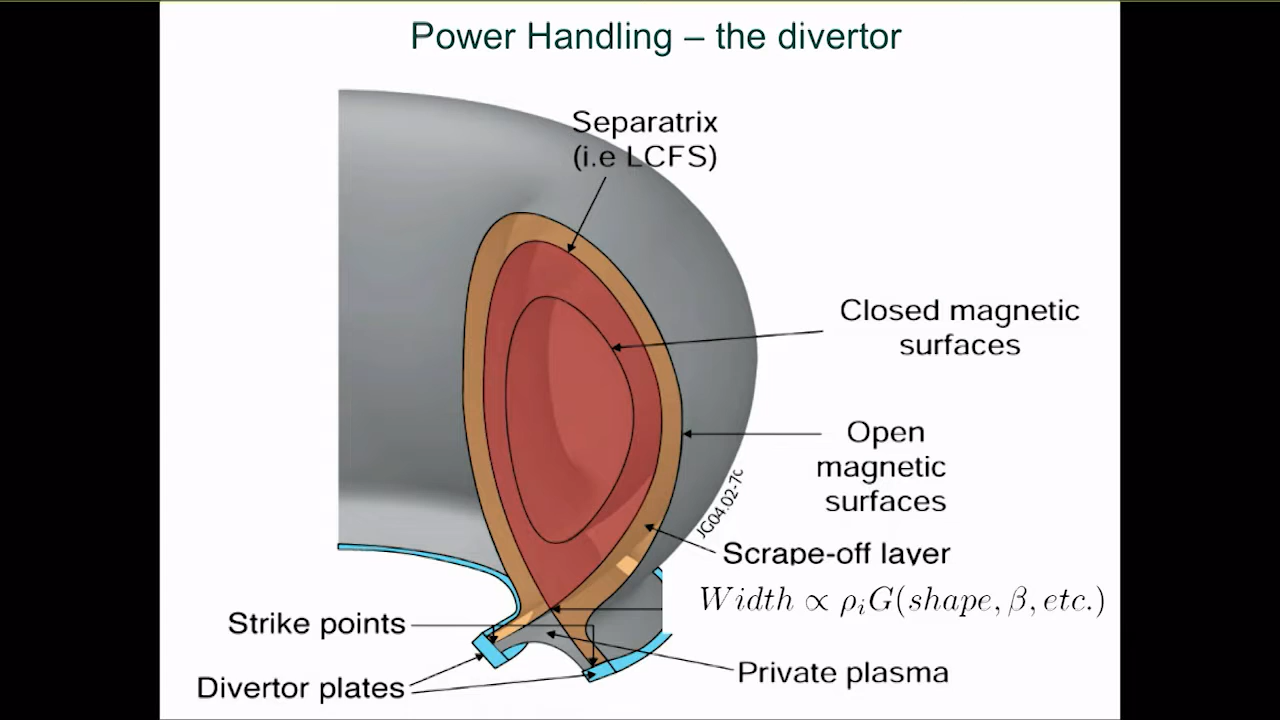 Power Handling – the divertor
Separatrix
(i.e LCFS)
Closed magnetic
surfaces
Open
magnetic
surfaces
JG04.02-7c
Scrape-off layer
Width ∝ ρᵢG(shape, β, etc.)
Strike points
Private plasma
Divertor plates